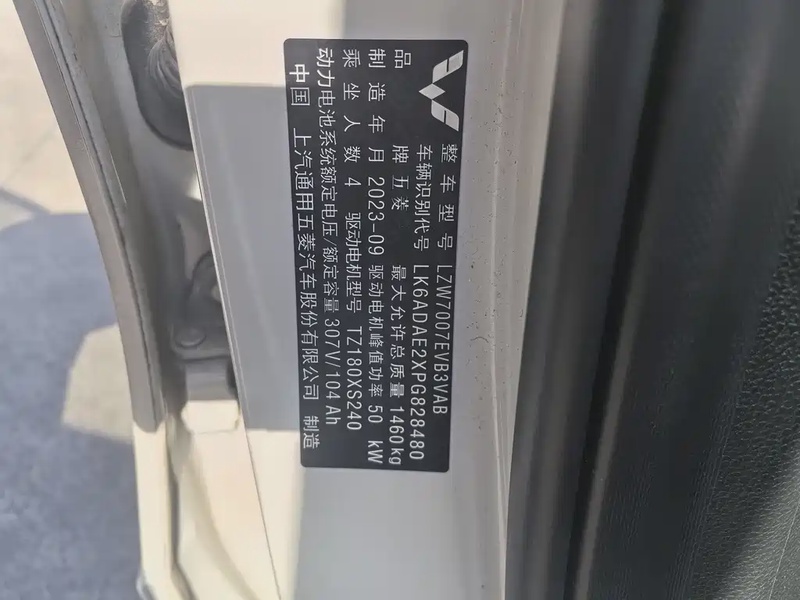 整车型号 LZW7007EVB3VAB
车辆识别代号 LK6ADAE2XPG828480
品牌 五菱 最大允许总质量 1460kg
制造年月 2023-09 驱动电机峰值功率 50 kW
乘坐人数 4 驱动电机型号 TZ180XS240
动力电池系统额定电压/额定容量 307V/104Ah
中国 上汽通用五菱汽车股份有限公司 制造